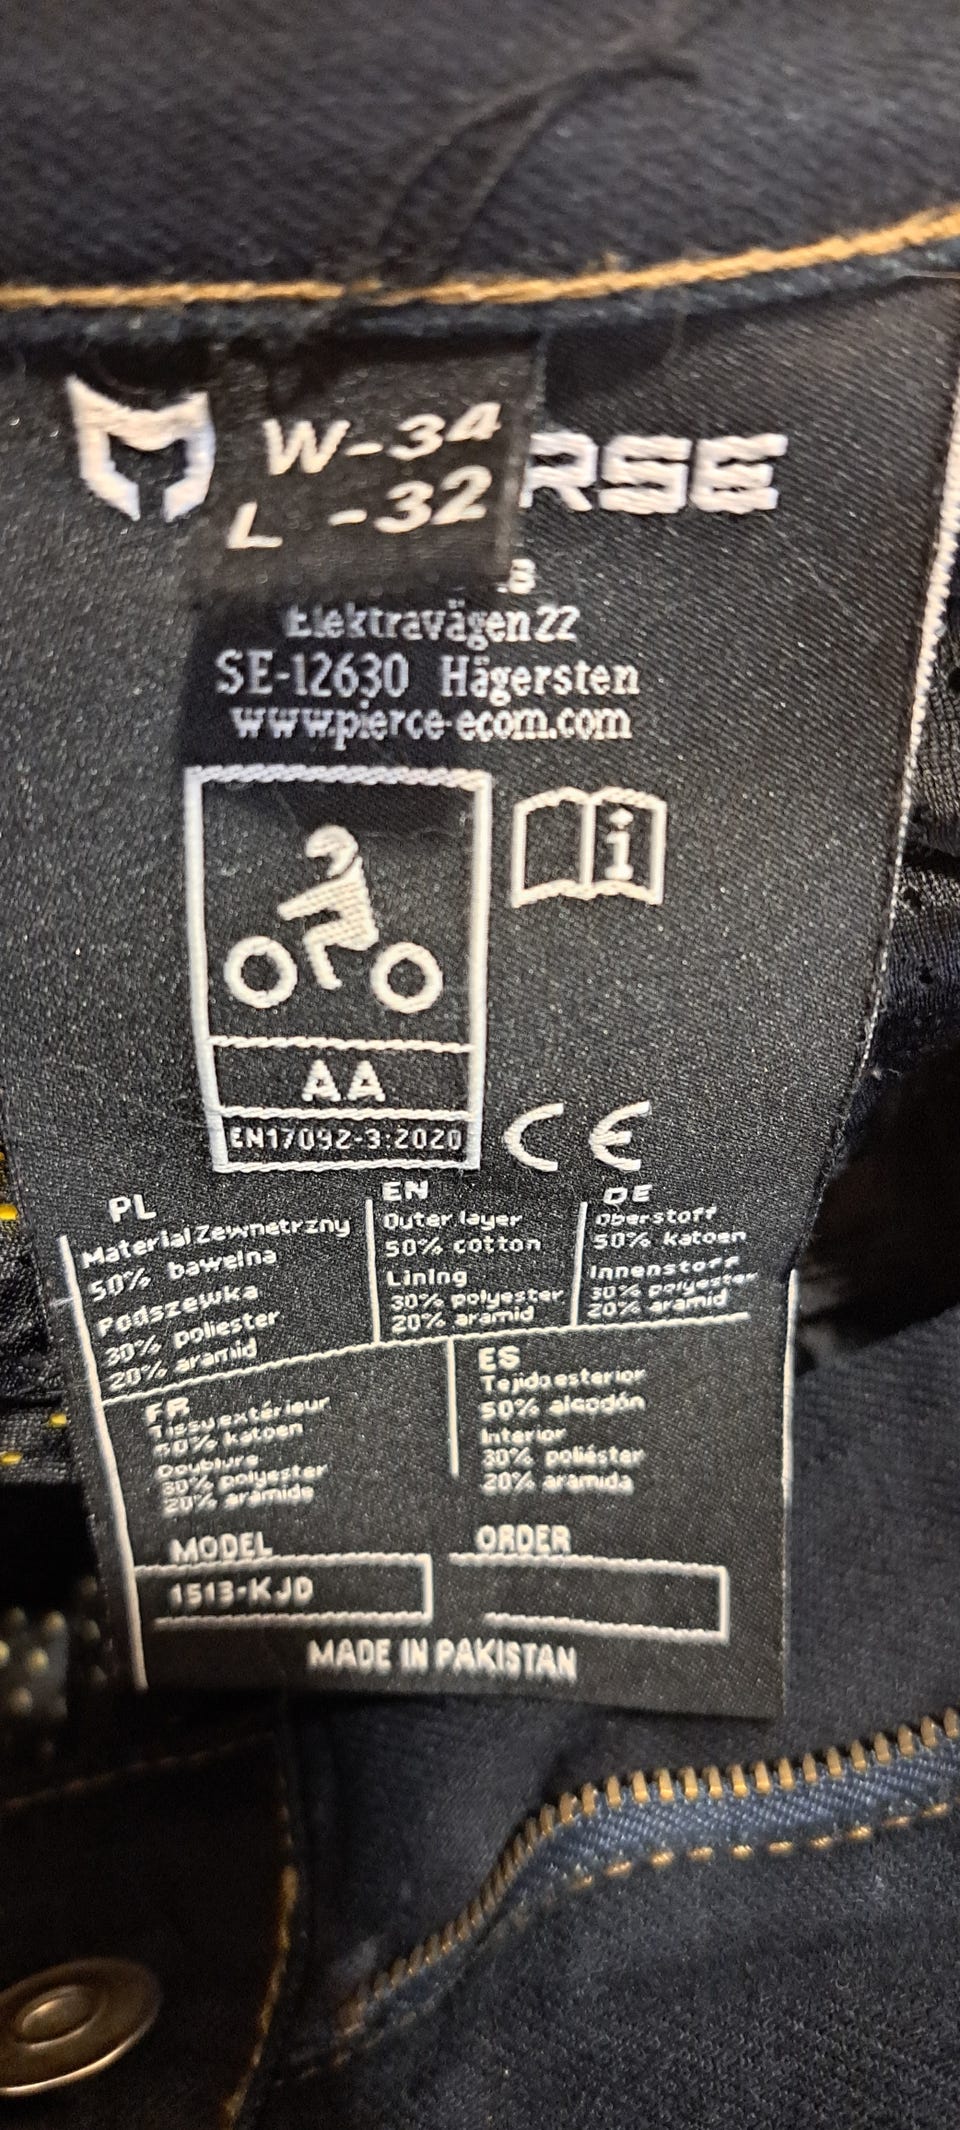 W-34
L -32
RSE
B
Elektravägen 22
SE-12630 Hägersten
www.pierce-ecom.com
i
AA
EN17092-3:2020
CE
PL
Materiał Zewnetrzny
50% bawełna
Podszewka
30% poliester
20% aramid
EN
Outer layer
50% cotton
Lining
30% polyester
20% aramid
DE
Oberstoff
50% katoen
Innenstoff
30% polyester
20% aramid
FR
Tissu extérieur
50% katoen
Doublure
30% polyester
20% aramide
ES
Tejido exterior
50% algodón
Interior
30% poliéster
20% aramida
MODEL
1513-KJD
ORDER
MADE IN PAKISTAN